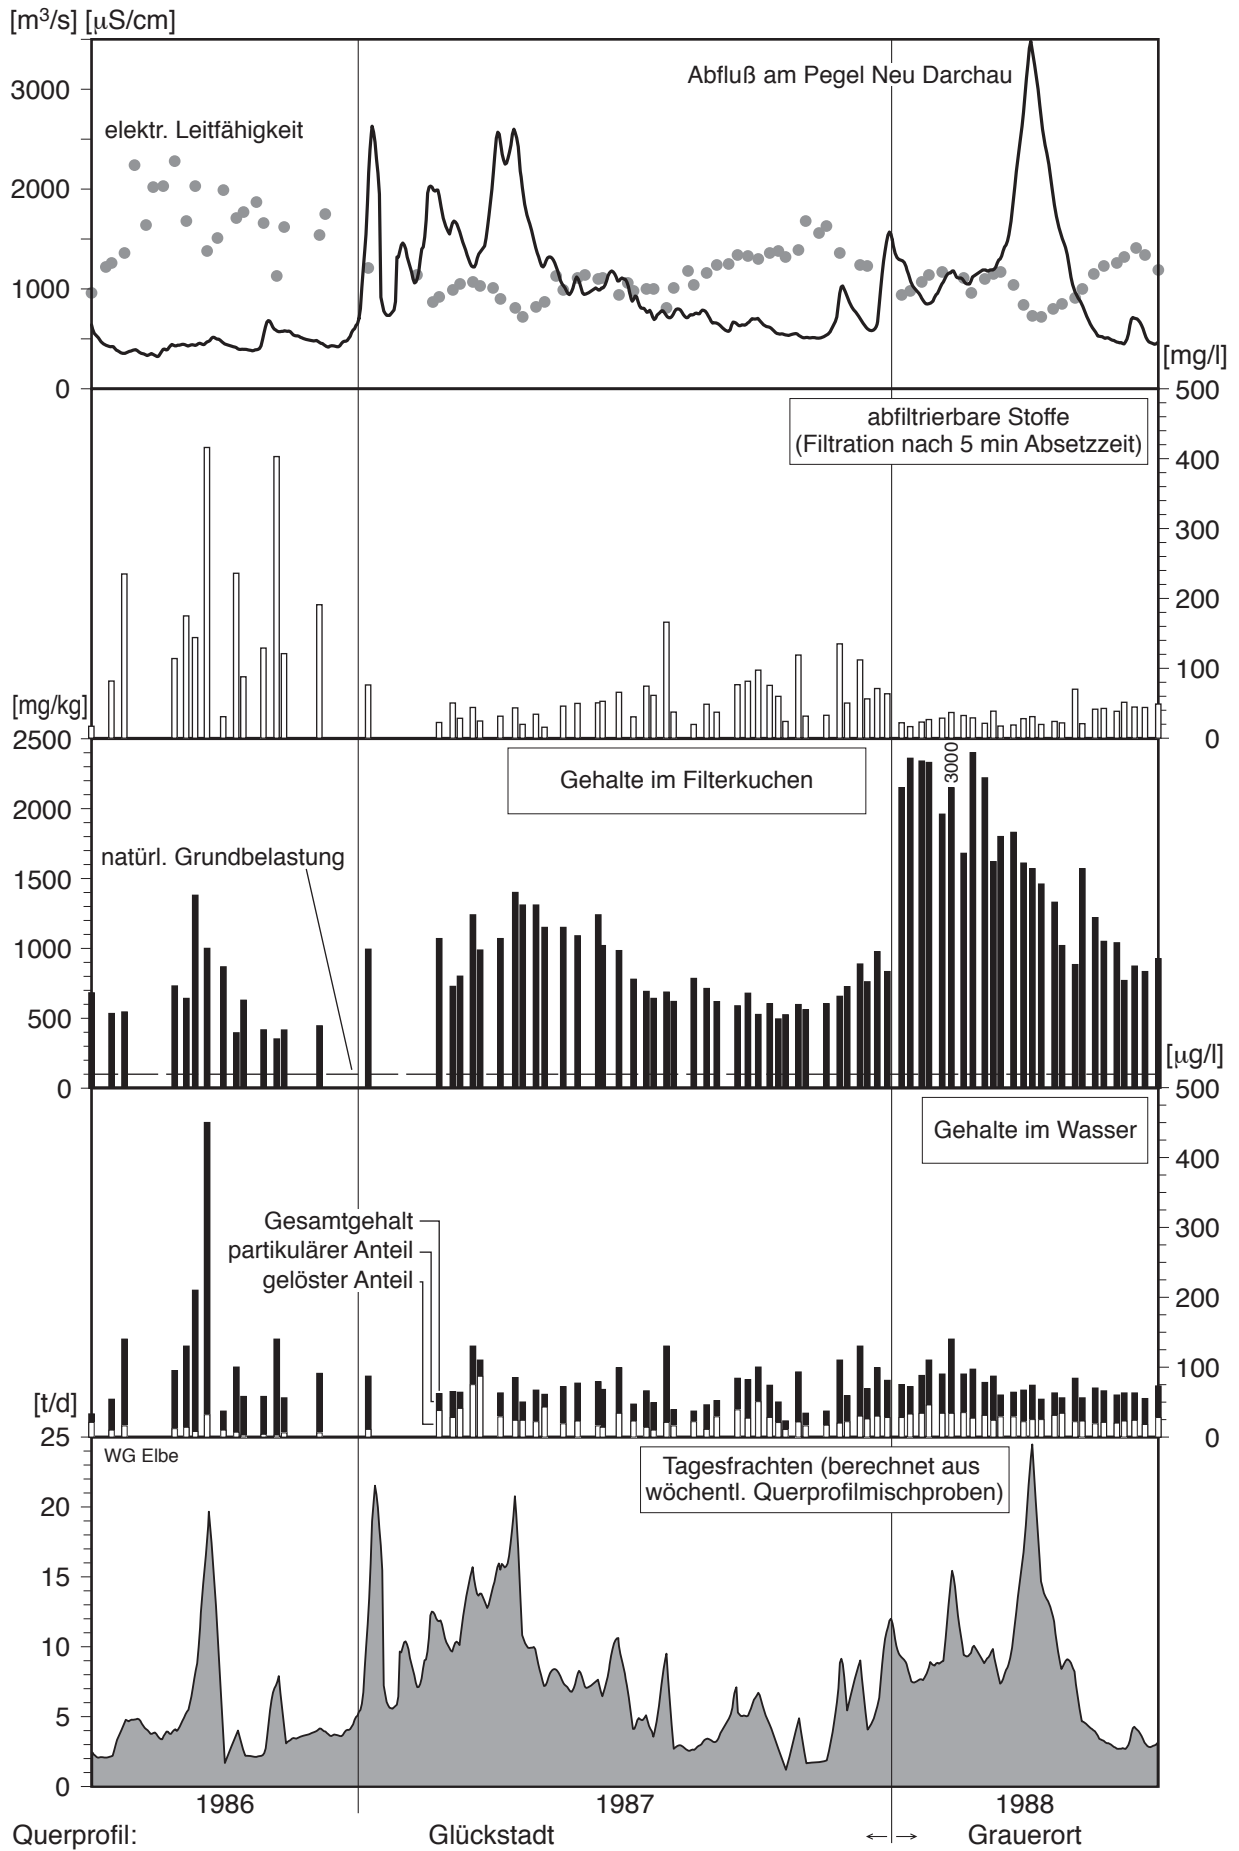 [m³/s] [µS/cm]
3000
2000
1000
0
elektr. Leitfähigkeit
Abfluß am Pegel Neu Darchau
[mg/l]
500
400
300
200
100
0
abfiltrierbare Stoffe
(Filtration nach 5 min Absetzzeit)
[mg/kg]
2500
2000
1500
1000
500
0
Gehalte im Filterkuchen
3000
natürl. Grundbelastung
[µg/l]
500
400
300
200
100
0
Gehalte im Wasser
Gesamtgehalt
partikulärer Anteil
gelöster Anteil
[t/d]
25
20
15
10
5
0
WG Elbe
Tagesfrachten (berechnet aus
wöchentl. Querprofilmischproben)
1986 1987 1988
Querprofil: Glückstadt ← → Grauerort